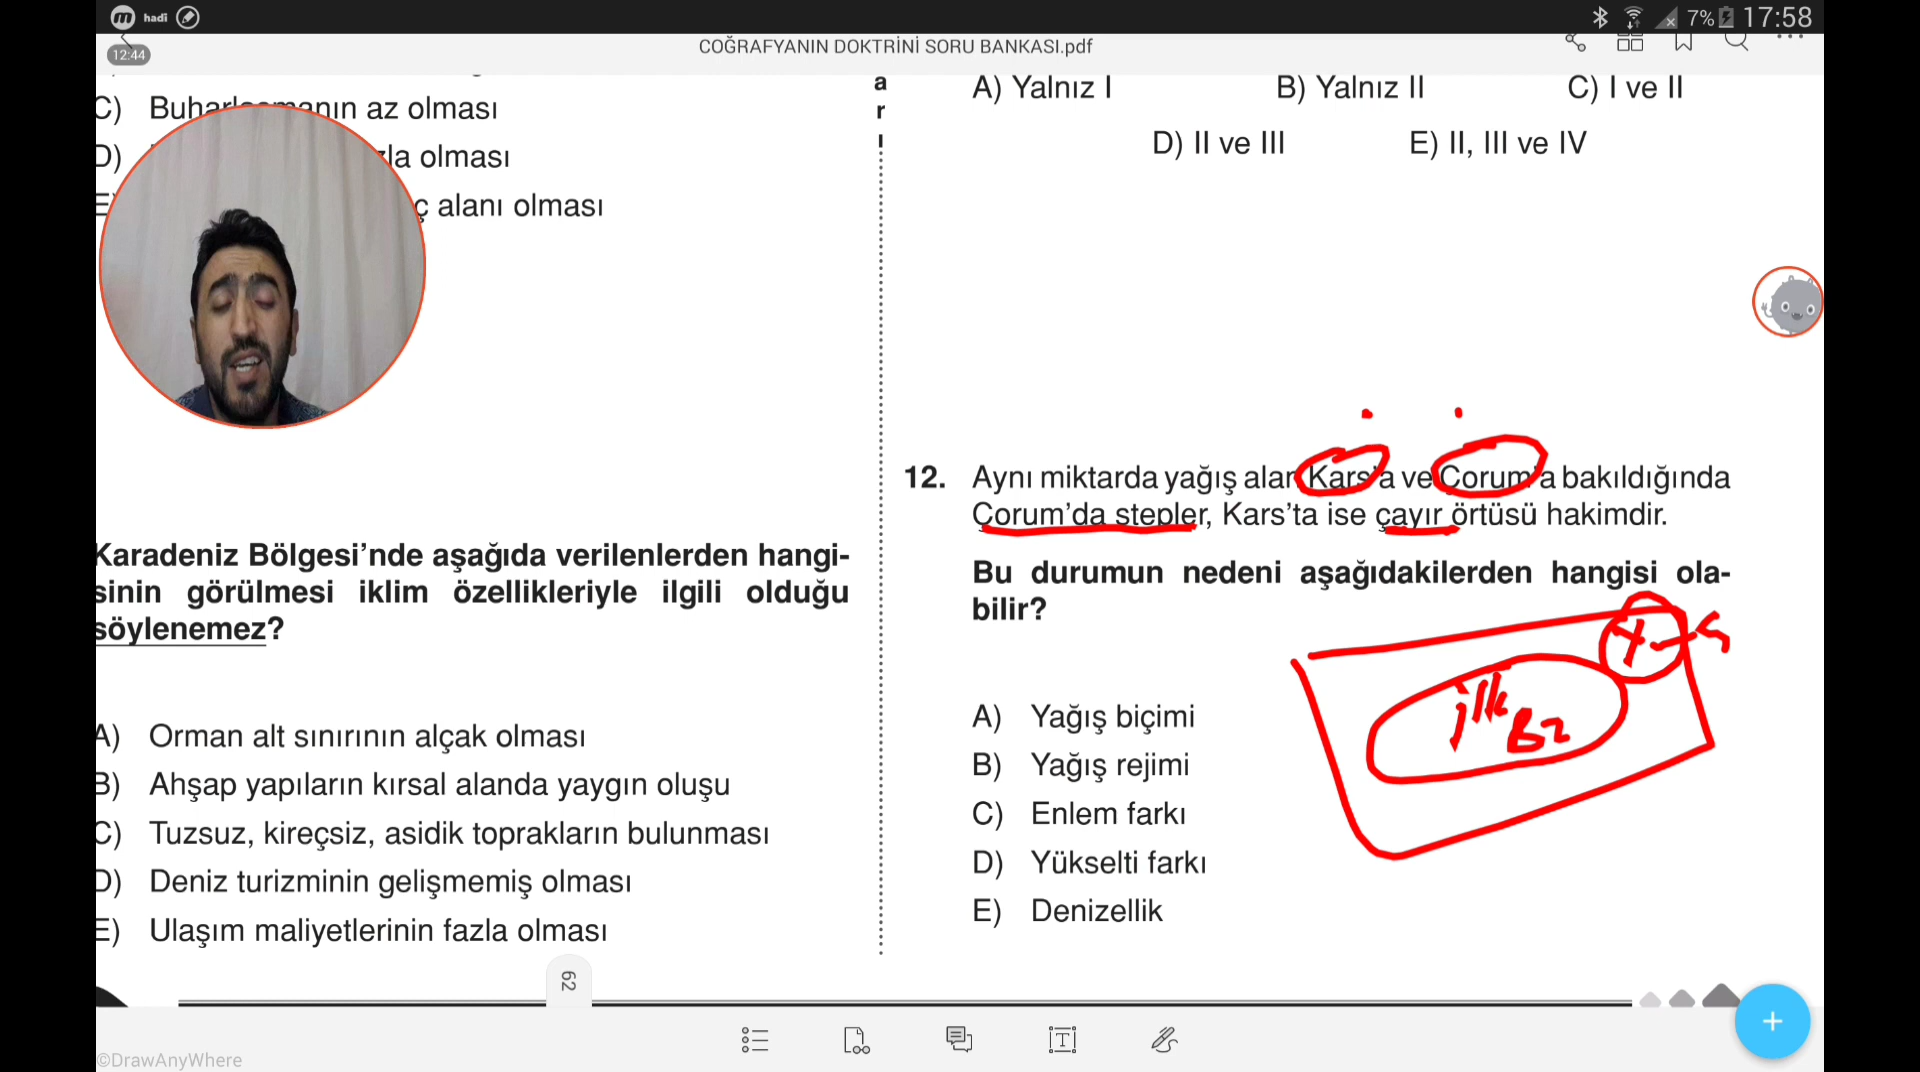 hadi
7%
17:58
12:44
COĞRAFYANIN DOKTRİNİ SORU BANKASI.pdf
C) az olması
D) olması
E) alanı olması
Karadeniz Bölgesi’nde aşağıda verilenlerden hangi-
sinin görülmesi iklim özellikleriyle ilgili olduğu
söylenemez?
A) Orman alt sınırının alçak olması
B) Ahşap yapıların kırsal alanda yaygın oluşu
C) Tuzsuz, kireçsiz, asidik toprakların bulunması
D) Deniz turizminin gelişmemiş olması
E) Ulaşım maliyetlerinin fazla olması
a
r
ı
A) Yalnız I B) Yalnız II C) I ve II
D) II ve III E) II, III ve IV
12. Aynı miktarda yağış alan Kars’a ve Çorum’a bakıldığında
Çorum’da stepler, Kars’ta ise çayır örtüsü hakimdir.
Bu durumun nedeni aşağıdakilerden hangisi ola-
bilir?
ilk
A) Yağış biçimi
B) Yağış rejimi
C) Enlem farkı
D) Yükselti farkı
E) Denizellik
62
©DrawAnyWhere